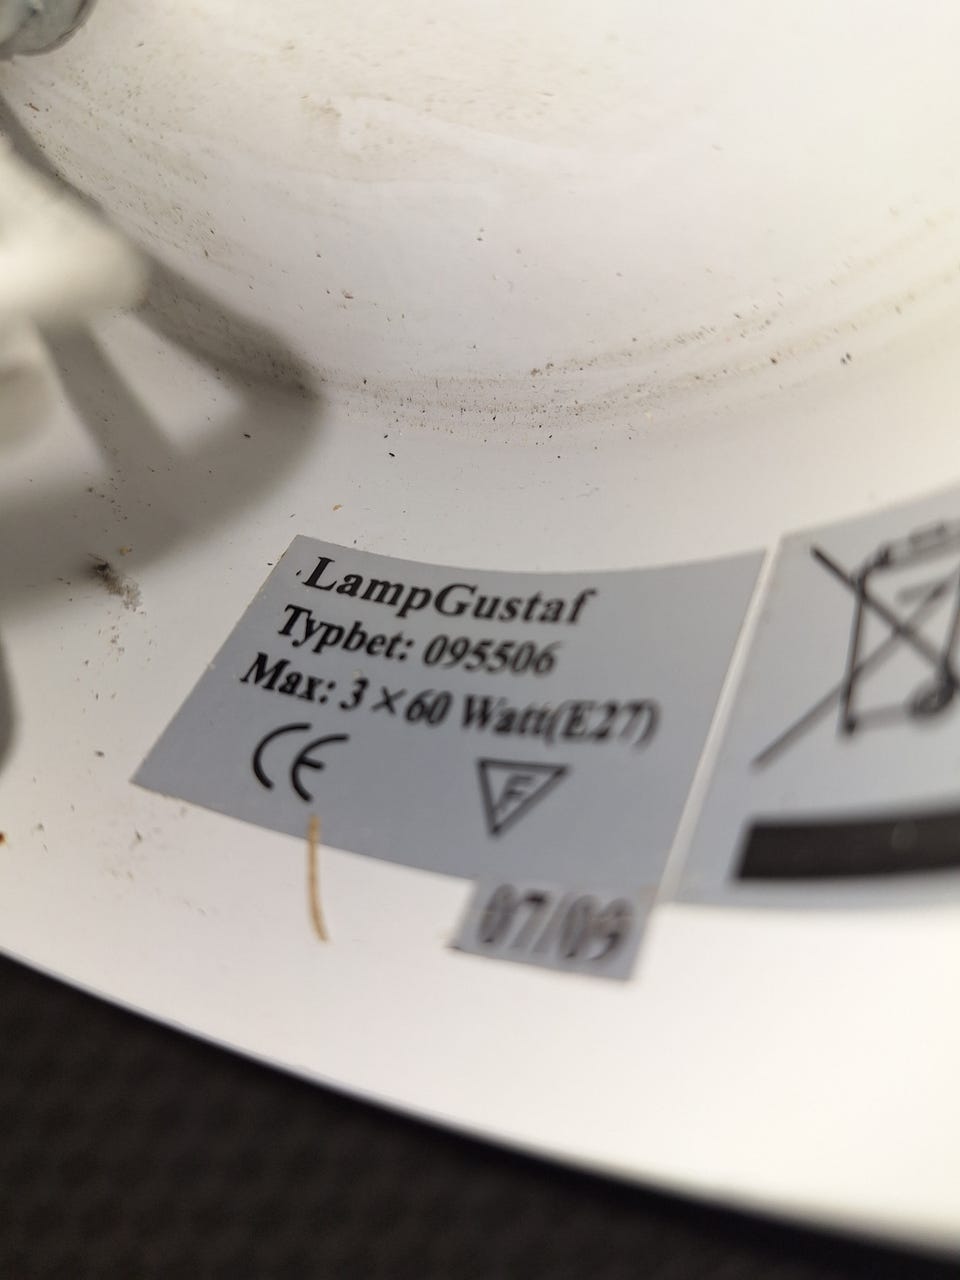 LampGustaf
Typbet: 095506
Max: 3 × 60 Watt(E27)
CE F
07/09